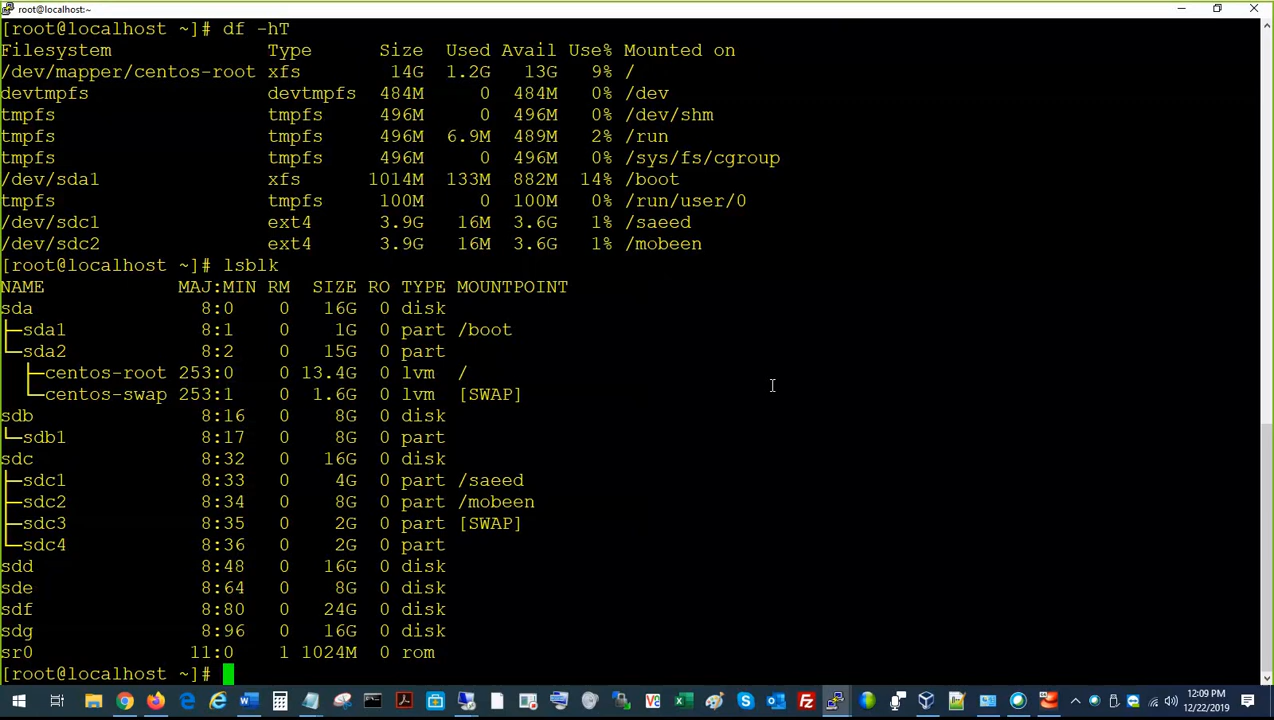 root@localhost:~
[root@localhost ~]# df -hT
Filesystem              Type      Size  Used Avail Use% Mounted on
/dev/mapper/centos-root xfs        14G  1.2G   13G   9% /
devtmpfs                devtmpfs  484M     0  484M   0% /dev
tmpfs                   tmpfs     496M     0  496M   0% /dev/shm
tmpfs                   tmpfs     496M  6.9M  489M   2% /run
tmpfs                   tmpfs     496M     0  496M   0% /sys/fs/cgroup
/dev/sda1               xfs      1014M  133M  882M  14% /boot
tmpfs                   tmpfs     100M     0  100M   0% /run/user/0
/dev/sdc1               ext4      3.9G   16M  3.6G   1% /saeed
/dev/sdc2               ext4      3.9G   16M  3.6G   1% /mobeen
[root@localhost ~]# lsblk
NAME            MAJ:MIN RM  SIZE RO TYPE MOUNTPOINT
sda               8:0    0   16G  0 disk
├─sda1            8:1    0    1G  0 part /boot
└─sda2            8:2    0   15G  0 part
  ├─centos-root 253:0    0 13.4G  0 lvm  /
  └─centos-swap 253:1    0  1.6G  0 lvm  [SWAP]
sdb               8:16   0    8G  0 disk
└─sdb1            8:17   0    8G  0 part
sdc               8:32   0   16G  0 disk
├─sdc1            8:33   0    4G  0 part /saeed
├─sdc2            8:34   0    8G  0 part /mobeen
├─sdc3            8:35   0    2G  0 part [SWAP]
└─sdc4            8:36   0    2G  0 part
sdd               8:48   0   16G  0 disk
sde               8:64   0    8G  0 disk
sdf               8:80   0   24G  0 disk
sdg               8:96   0   16G  0 disk
sr0              11:0    1 1024M  0 rom
[root@localhost ~]#
12:09 PM
12/22/2019